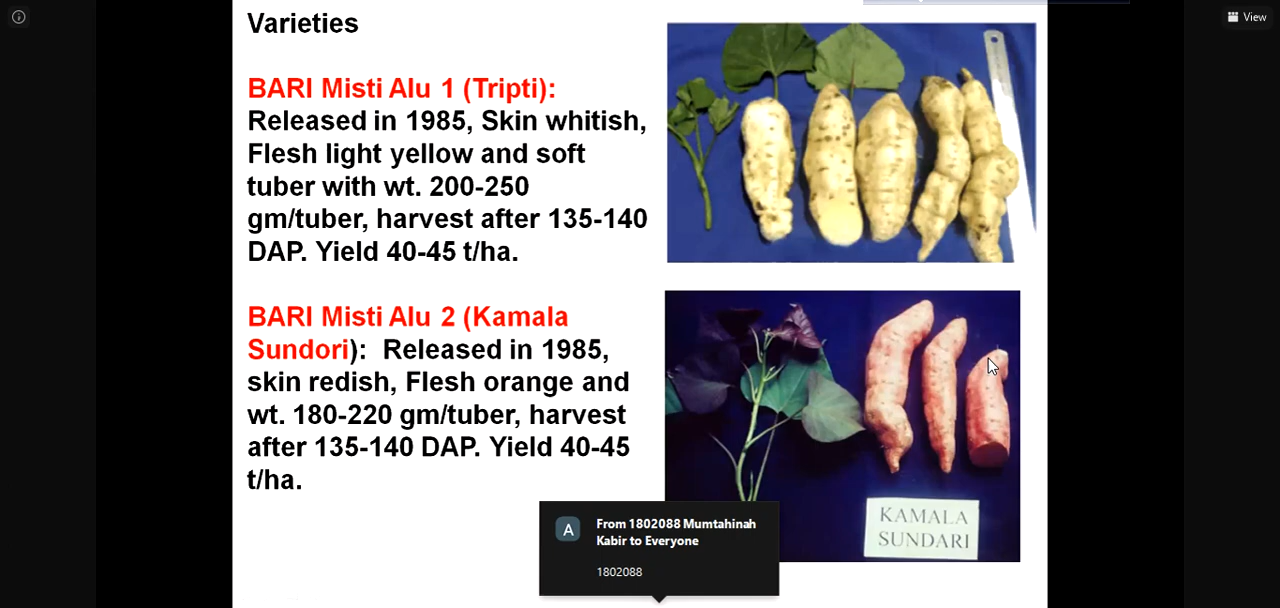 View
Varieties
BARI Misti Alu 1 (Tripti):
Released in 1985, Skin whitish,
Flesh light yellow and soft
tuber with wt. 200-250
gm/tuber, harvest after 135-140
DAP. Yield 40-45 t/ha.
BARI Misti Alu 2 (Kamala
Sundori): Released in 1985,
skin redish, Flesh orange and
wt. 180-220 gm/tuber, harvest
after 135-140 DAP. Yield 40-45
t/ha.
KAMALA
SUNDARI
A
From 1802088 Mumtahinah
Kabir to Everyone
1802088